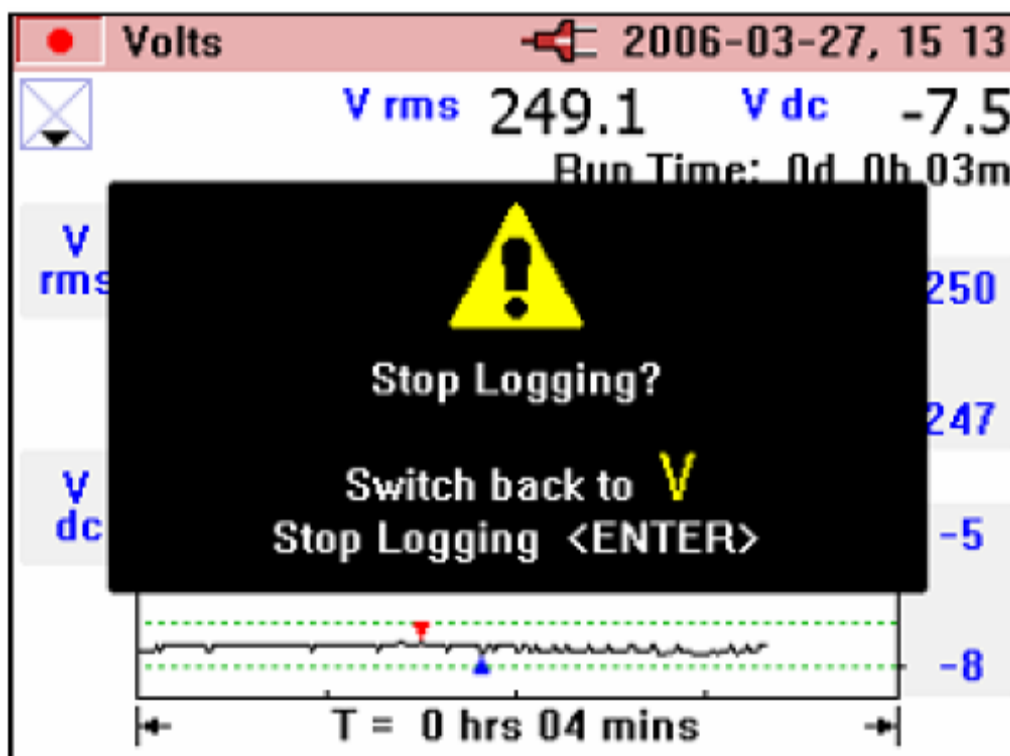 Volts 2006-03-27, 15 13
V rms 249.1 V dc -7.5
Run Time: 0d 0h 03m
V
rms
250
Stop Logging?
247
Switch back to V
Stop Logging <ENTER>
V
dc
-5
-8
T = 0 hrs 04 mins